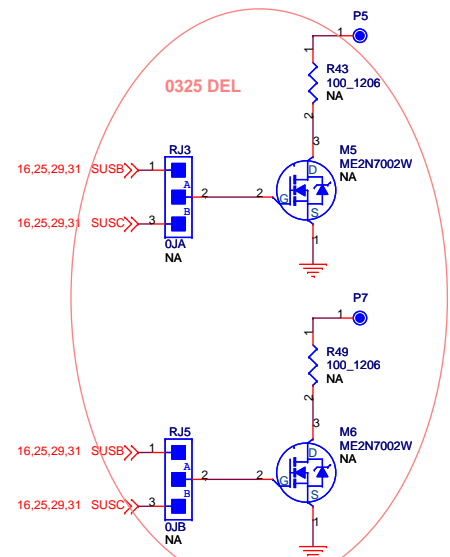 P5
1
1
R43
100_1206
NA
2
0325 DEL
3
M5
ME2N7002W
NA
D
G
S
1
RJ3
16,25,29,31 SUSB 1
A
2 2
B
16,25,29,31 SUSC 3
0JA
NA
P7
1
1
R49
100_1206
NA
2
3
M6
ME2N7002W
NA
D
G
S
1
RJ5
16,25,29,31 SUSB 1
A
2 2
B
16,25,29,31 SUSC 3
0JB
NA